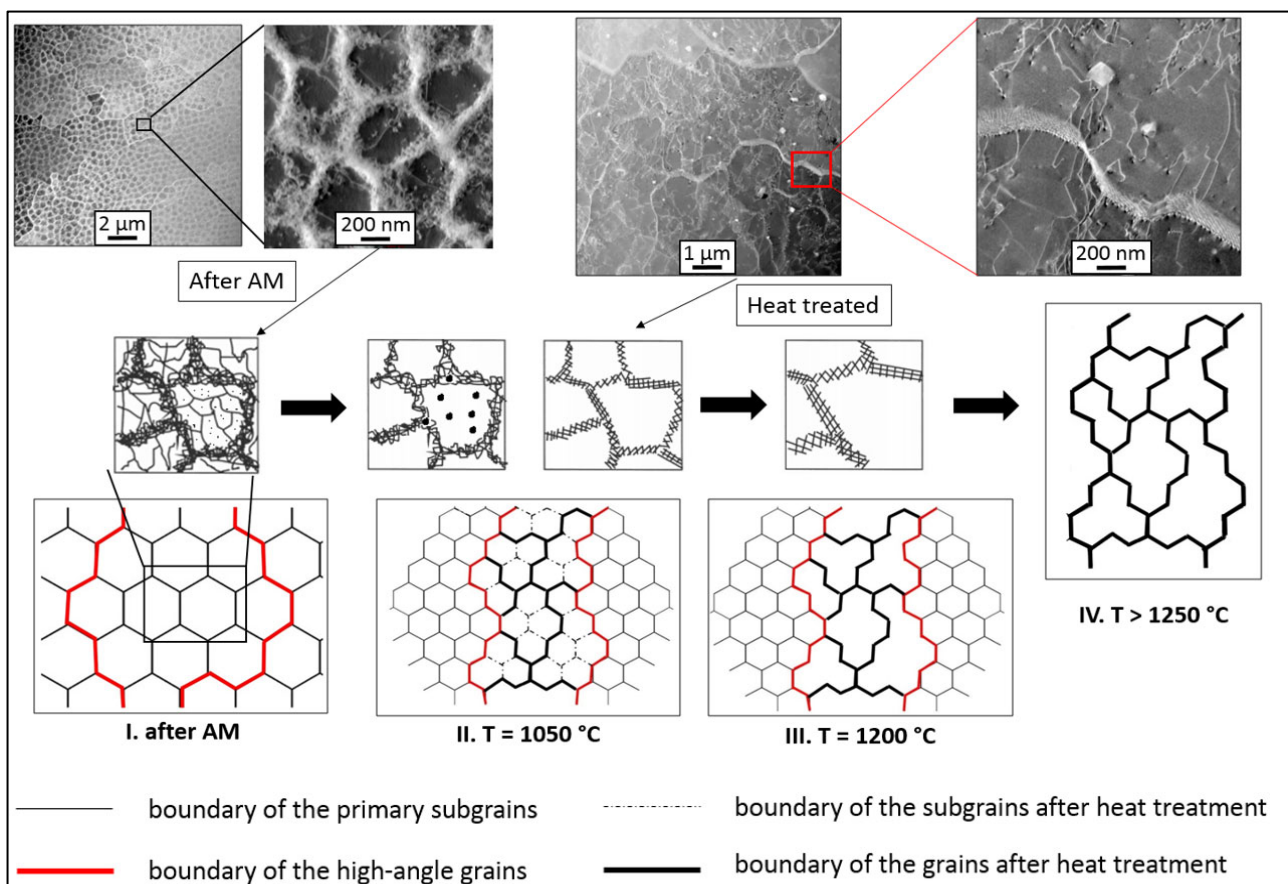 2 µm
200 nm
1 µm
200 nm
After AM
Heat treated
I. after AM
II. T = 1050 °C
III. T = 1200 °C
IV. T > 1250 °C
boundary of the primary subgrains
boundary of the subgrains after heat treatment
boundary of the high-angle grains
boundary of the grains after heat treatment